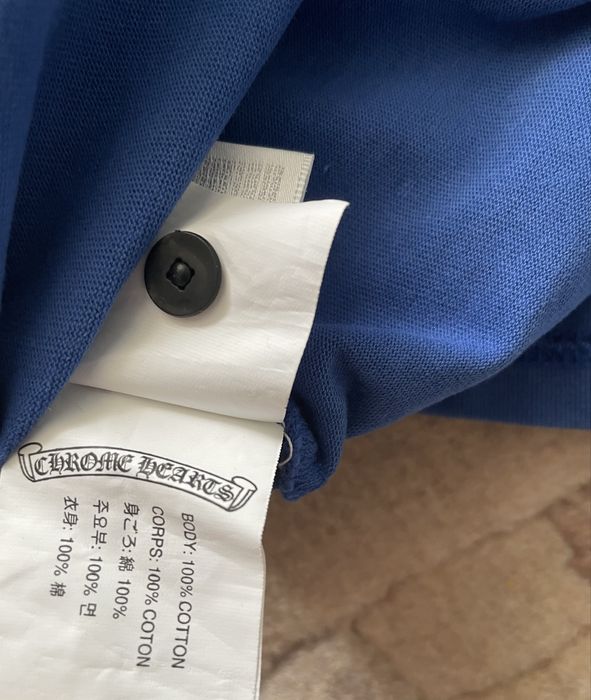 CHROME HEARTS
BODY: 100% COTTON
CORPS: 100% COTON
身ごろ: 綿 100%
주요부: 100% 면
衣身: 100% 棉